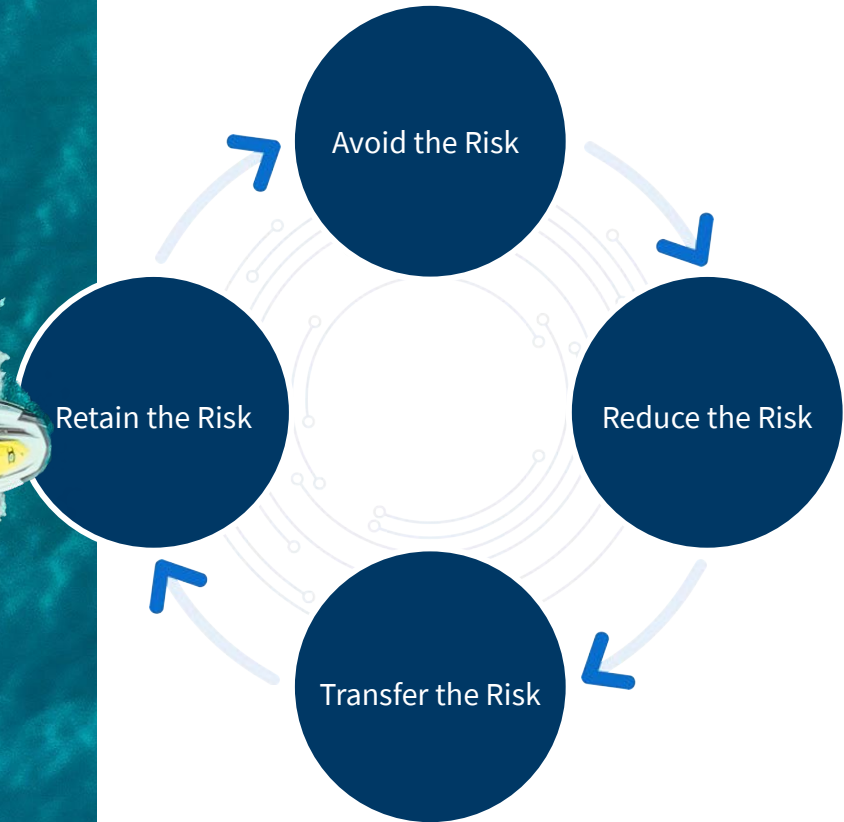 Avoid the Risk
Reduce the Risk
Transfer the Risk
Retain the Risk